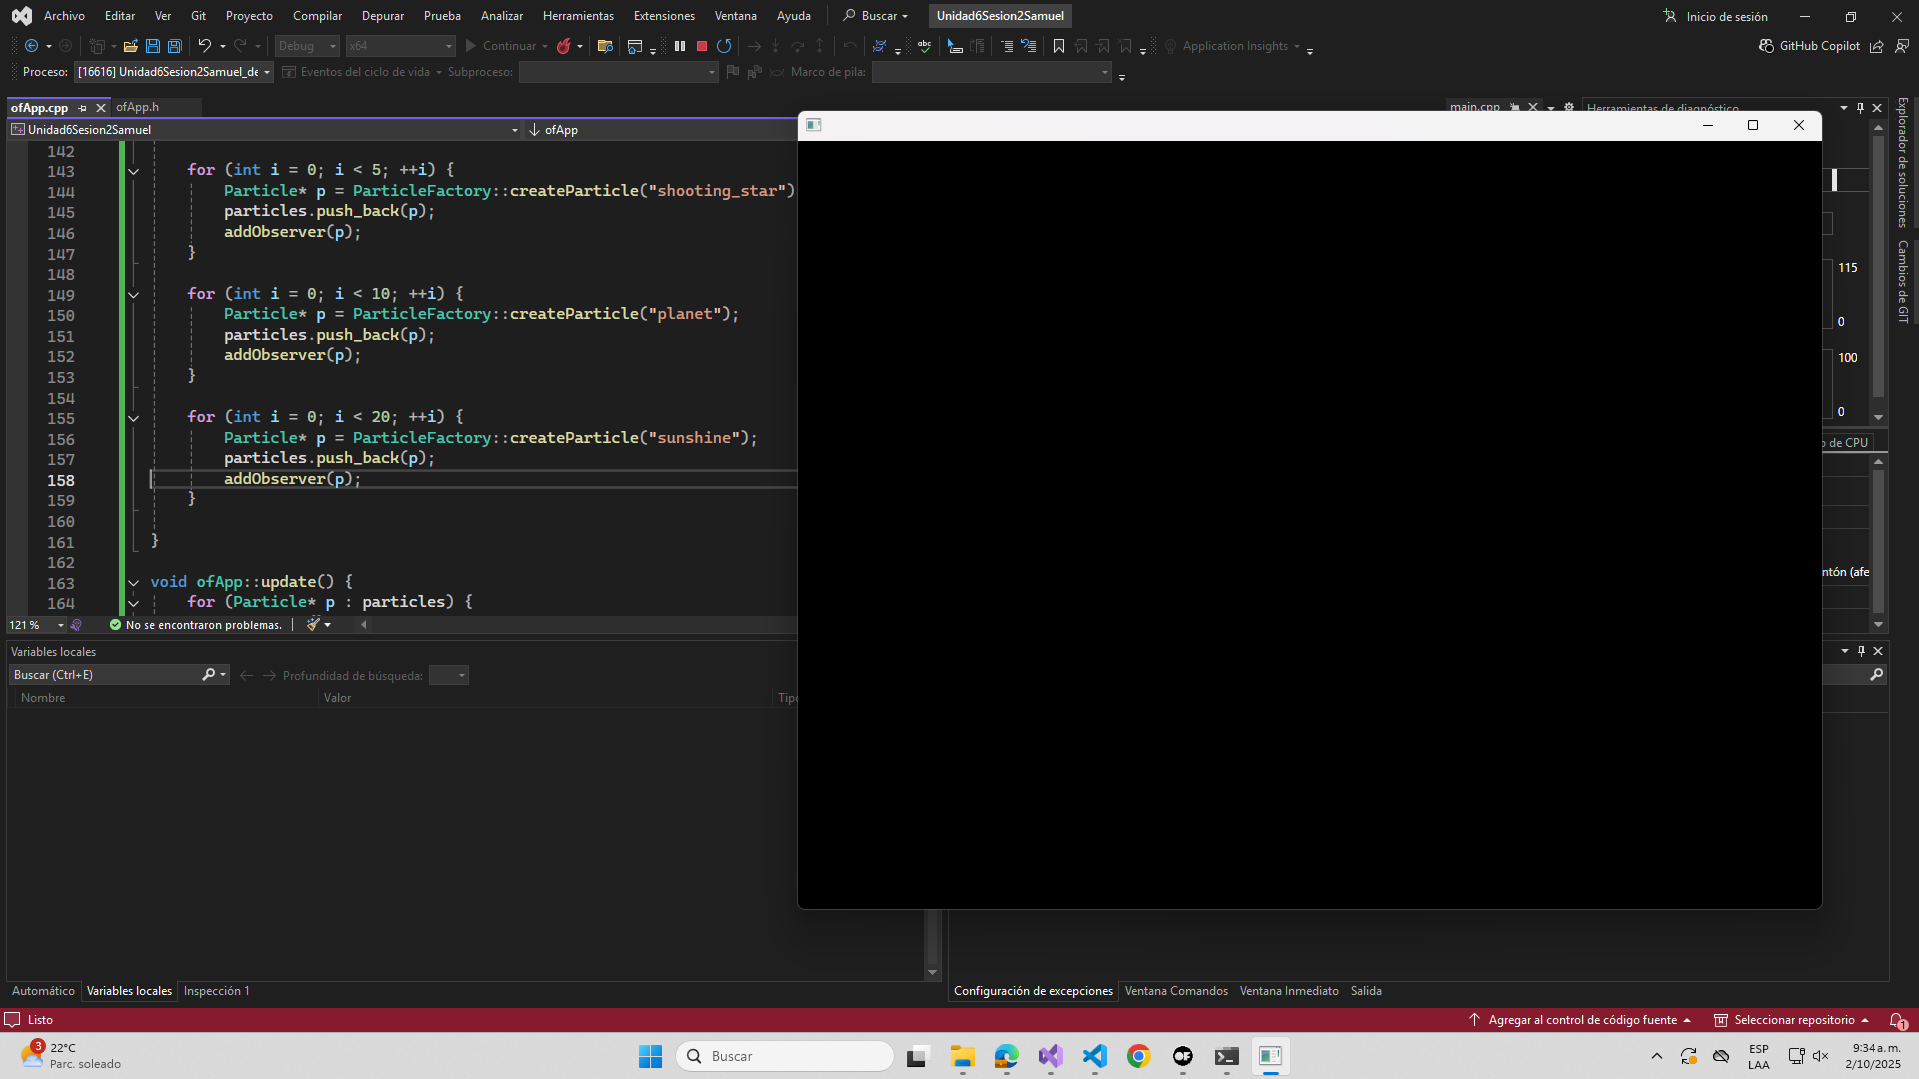 Archivo Editar Ver Git Proyecto Compilar Depurar Prueba Analizar Herramientas Extensiones Ventana Ayuda Buscar Unidad6Sesion2Samuel Inicio de sesión
Debug x64 Continuar Application Insights GitHub Copilot
Proceso: [16616] Unidad6Sesion2Samuel_de Eventos del ciclo de vida Subproceso: Marco de pila:
ofApp.cpp ofApp.h main.cpp Herramientas de diagnóstico
Unidad6Sesion2Samuel ofApp
142
143 for (int i = 0; i < 5; ++i) {
144 Particle* p = ParticleFactory::createParticle("shooting_star")
145 particles.push_back(p);
146 addObserver(p);
147 }
148
149 for (int i = 0; i < 10; ++i) {
150 Particle* p = ParticleFactory::createParticle("planet");
151 particles.push_back(p);
152 addObserver(p);
153 }
154
155 for (int i = 0; i < 20; ++i) {
156 Particle* p = ParticleFactory::createParticle("sunshine");
157 particles.push_back(p);
158 addObserver(p);
159 }
160
161 }
162
163 void ofApp::update() {
164 for (Particle* p : particles) {
121 % No se encontraron problemas.
115
0
100
0
o de CPU
ntón (afe
Explorador de soluciones
Cambios de GIT
Variables locales
Buscar (Ctrl+E) Profundidad de búsqueda:
Nombre Valor Tipo
Automático Variables locales Inspección 1
Configuración de excepciones Ventana Comandos Ventana Inmediato Salida
Listo Agregar al control de código fuente Seleccionar repositorio 1
3 22°C
Parc. soleado
Buscar
ESP
LAA
9:34 a. m.
2/10/2025